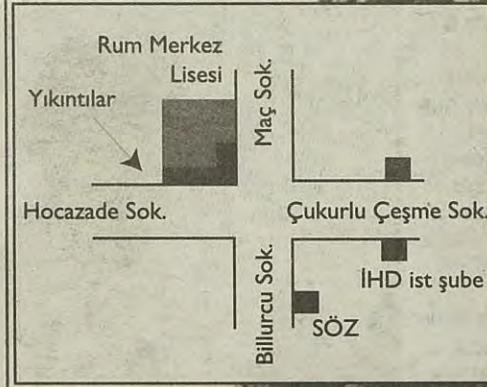 Rum Merkez
Lisesi
Yıkıntılar
Maç Sok.
Hocazade Sok.
Çukurlu Çeşme Sok.
Billurcu Sok.
İHD ist şube
SÖZ